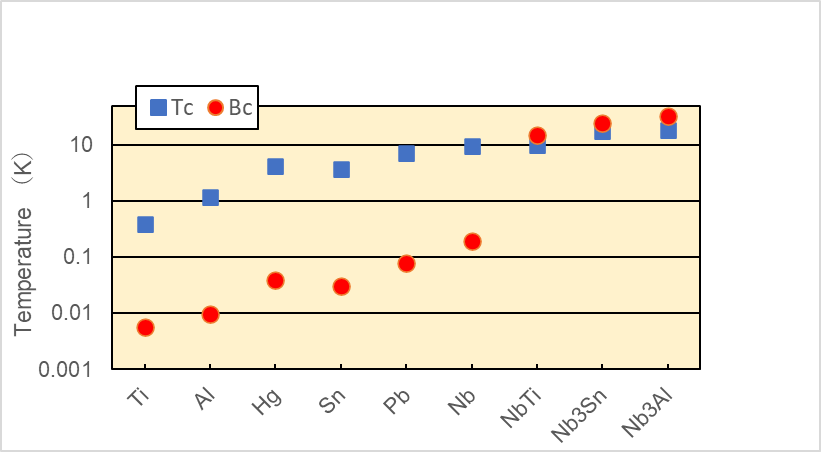 Tc Bc
10
1
0.1
0.01
0.001
Temperature （K）
Ti Al Hg Sn Pb Nb NbTi Nb3Sn Nb3Al